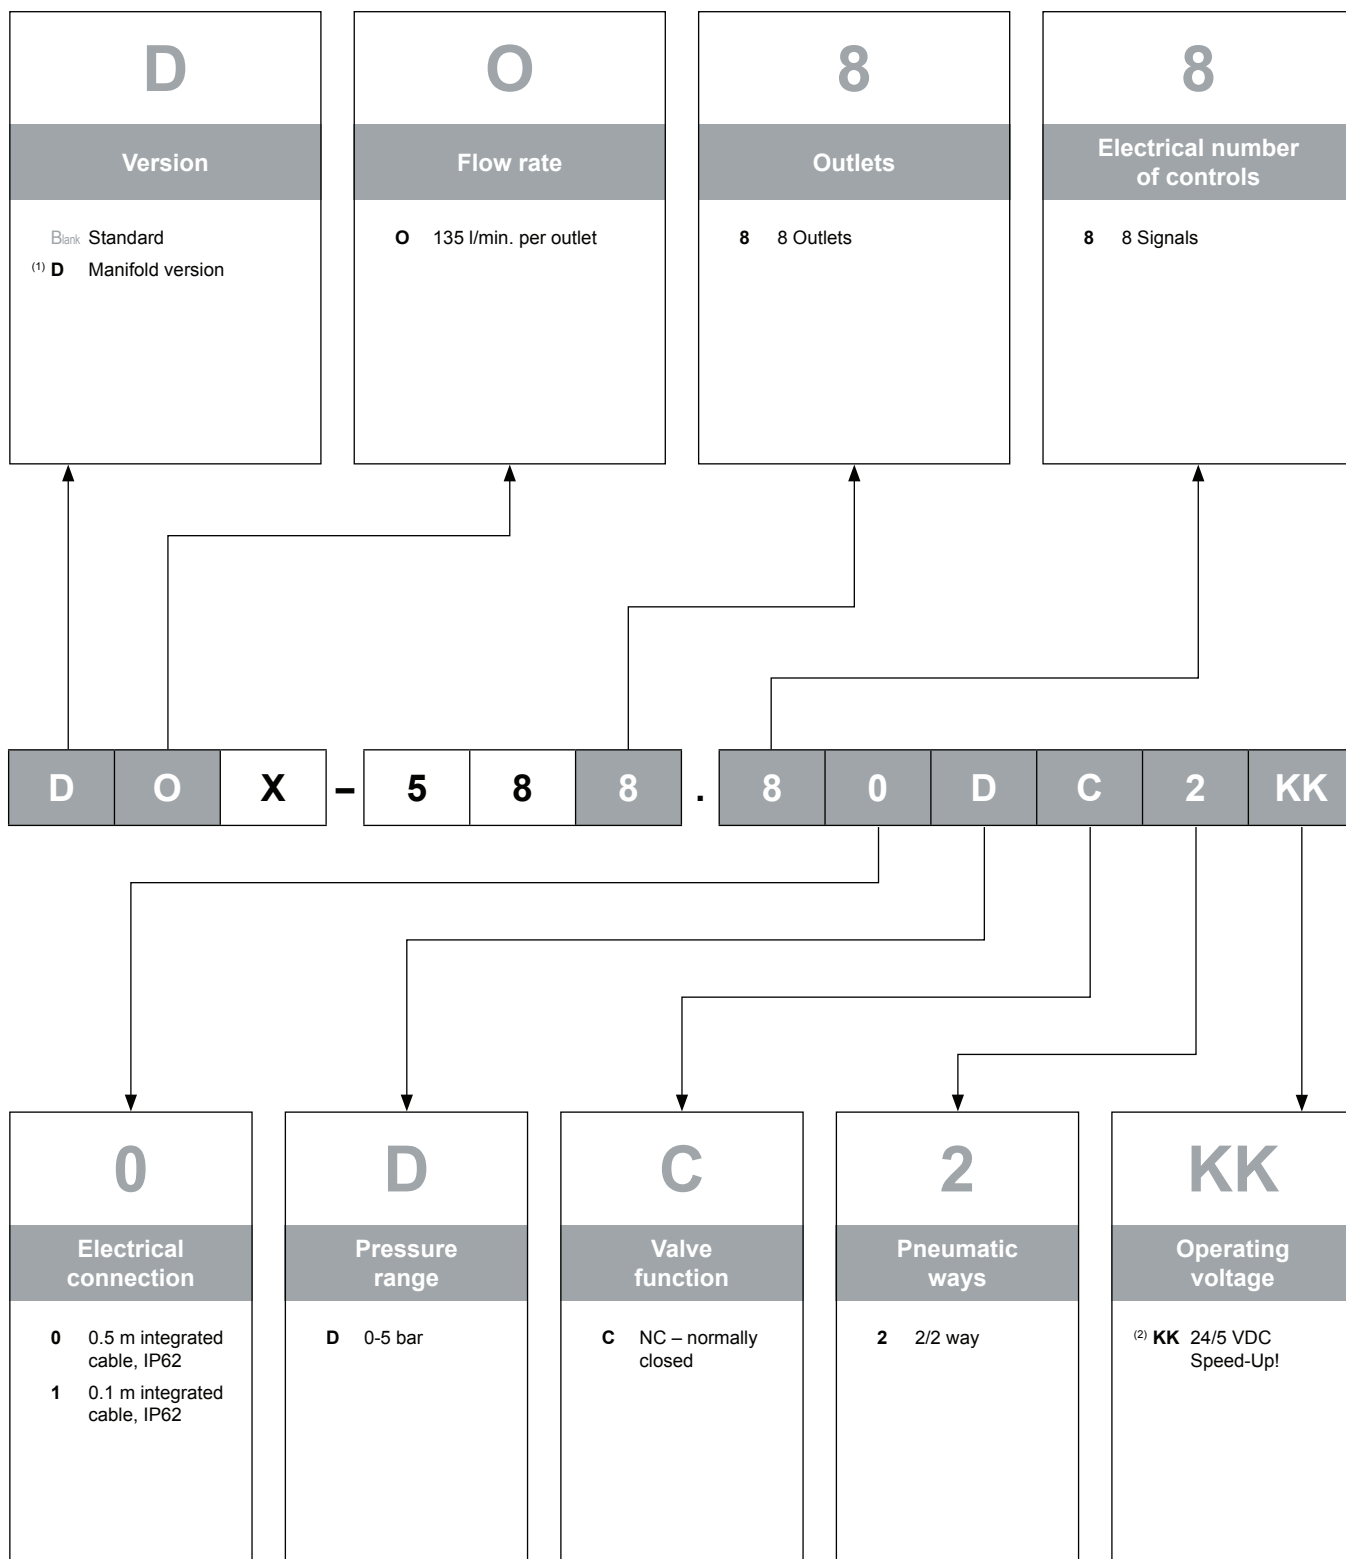 D
Version
Blank Standard
(1) D Manifold version
O
Flow rate
O 135 l/min. per outlet
8
Outlets
8 8 Outlets
8
Electrical number
of controls
8 8 Signals
D O X – 5 8 8 . 8 0 D C 2 KK
0
Electrical
connection
0 0.5 m integrated
cable, IP62
1 0.1 m integrated
cable, IP62
D
Pressure
range
D 0-5 bar
C
Valve
function
C NC – normally
closed
2
Pneumatic
ways
2 2/2 way
KK
Operating
voltage
(2) KK 24/5 VDC
Speed-Up!